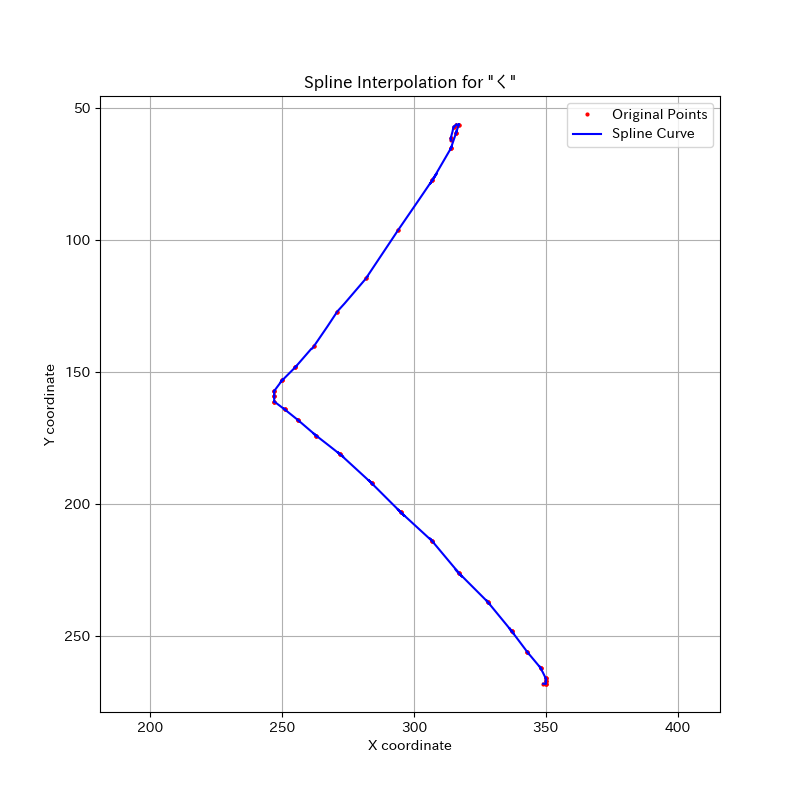 Spline Interpolation for "く"
Original Points
Spline Curve
50
100
150
200
250
Y coordinate
200
250
300
350
400
X coordinate